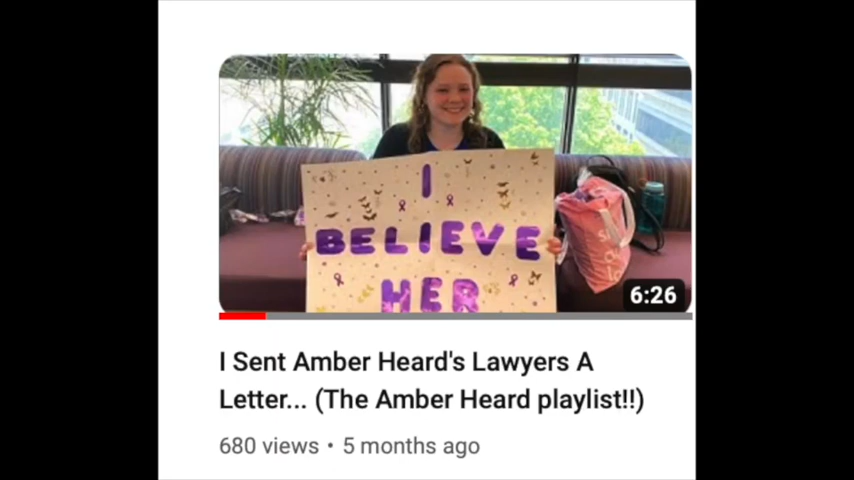 I
BELIEVE
HER
6:26
I Sent Amber Heard's Lawyers A
Letter... (The Amber Heard playlist!!)
680 views • 5 months ago